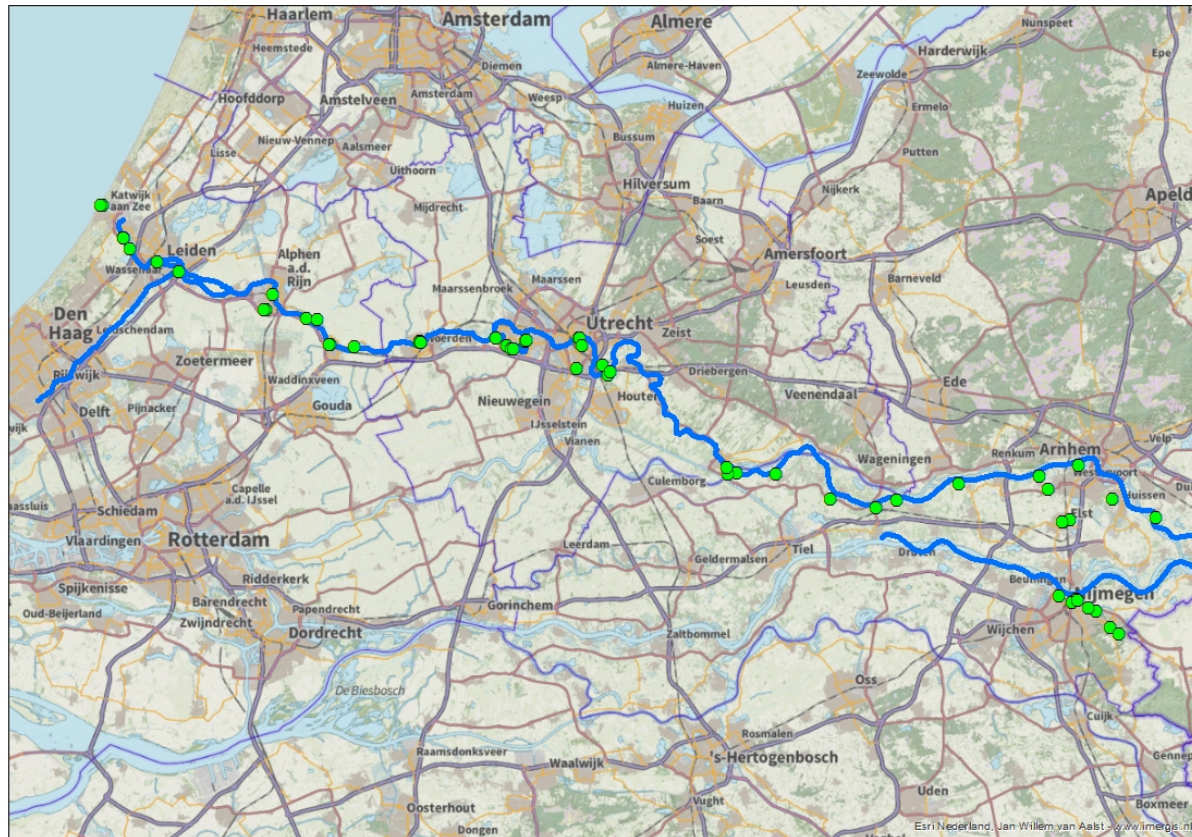 Haarlem
Amsterdam
Almere
Nunspeet
Epe
Heemstede
Diemen
Almere-Haven
Harderwijk
Zeewolde
Hoofddorp
Amstelveen
Amsterdam
Weesp
Huizen
Ermelo
Nieuw-Vennep
Aalsmeer
Bussum
Lisse
Uithoorn
Putten
Katwijk
aan Zee
Mijdrecht
Hilversum
Baarn
Nijkerk
Apeld
Leiden
Alphen
a.d.
Rijn
Soest
Amersfoort
Maarssen
Maarssenbroek
Leusden
Barneveld
Den
Haag
Zoetermeer
Utrecht
Zeist
Waddinxveen
Driebergen
Ede
Delft
Pijnacker
Gouda
Nieuwegein
Houten
Veenendaal
IJsselstein
Vianen
Renkum
Arnhem
Velp
Wageningen
Culemborg
Capelle
a.d. IJssel
Huissen
Schiedam
Elst
Vlaardingen
Rotterdam
Leerdam
Geldermalsen
Tiel
Druten
Spijkenisse
Ridderkerk
Beuningen
Nijmegen
Oud-Beijerland
Barendrecht
Papendrecht
Gorinchem
Zwijndrecht
Dordrecht
Zaltbommel
Wijchen
De Biesbosch
Oss
Cuijk
Rosmalen
Raamsdonksveer
Waalwijk
's-Hertogenbosch
Gennep
Oosterhout
Vught
Uden
Boxmeer
Dongen
Esri Nederland, Jan Willem van Aalst - www.imergis.nl